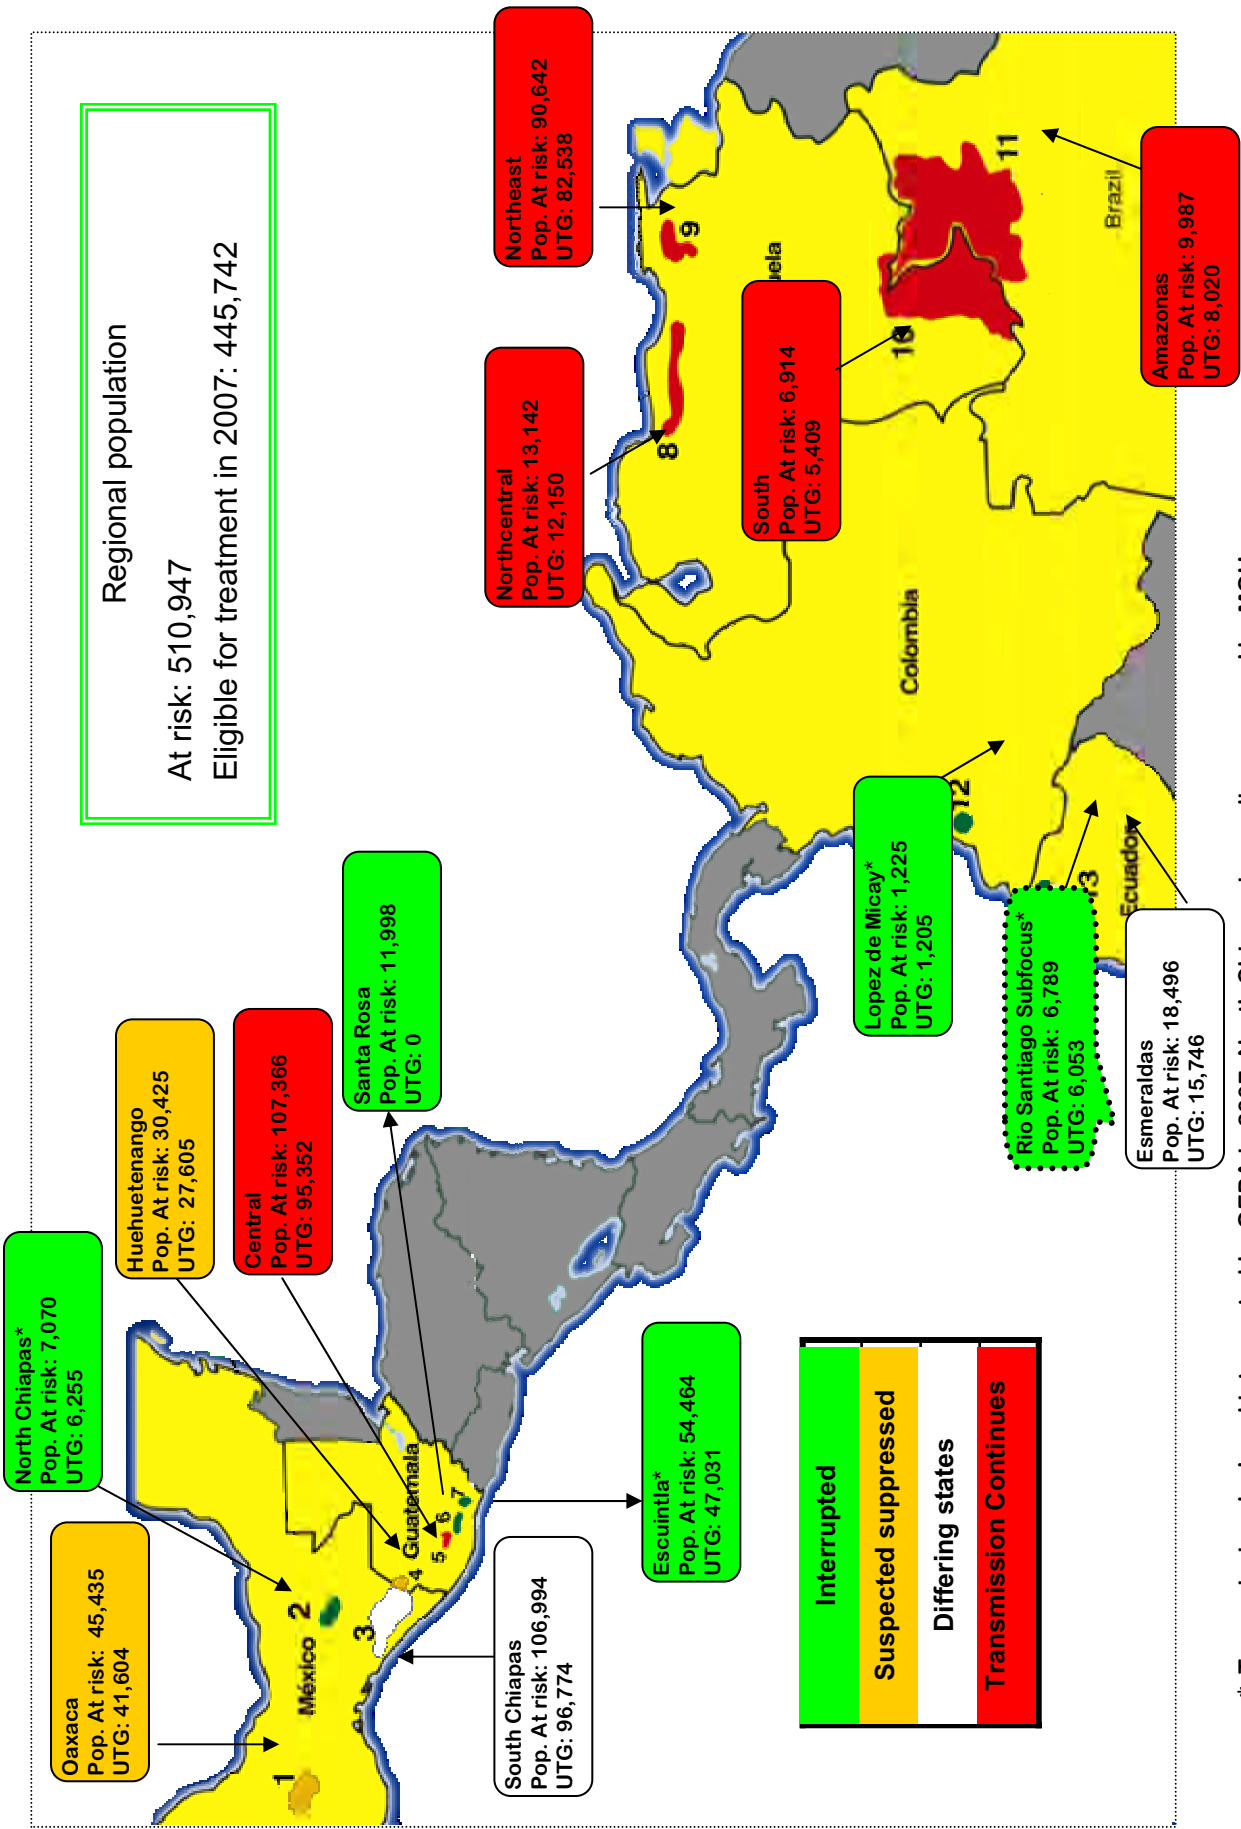 Regional population
At risk: 510,947
Eligible for treatment in 2007: 445,742
Oaxaca
Pop. At risk: 45,435
UTG: 41,604
North Chiapas*
Pop. At risk: 7,070
UTG: 6,255
Huehuetenango
Pop. At risk: 30,425
UTG: 27,605
Central
Pop. At risk: 107,366
UTG: 95,352
Santa Rosa
Pop. At risk: 11,998
UTG: 0
Northcentral
Pop. At risk: 13,142
UTG: 12,150
Northeast
Pop. At risk: 90,642
UTG: 82,538
1
México
2
3
4
Guatemala
5
6
7
8
9
uela
South Chiapas
Pop. At risk: 106,994
UTG: 96,774
Escuintla*
Pop. At risk: 54,464
UTG: 47,031
South
Pop. At risk: 6,914
UTG: 5,409
10
11
Colombia
Brazil
Lopez de Micay*
Pop. At risk: 1,225
UTG: 1,205
12
Rio Santiago Subfocus*
Pop. At risk: 6,789
UTG: 6,053
13
Ecuador
Esmeraldas
Pop. At risk: 18,496
UTG: 15,746
Amazonas
Pop. At risk: 9,987
UTG: 8,020
Interrupted
Suspected suppressed
Differing states
Transmission Continues